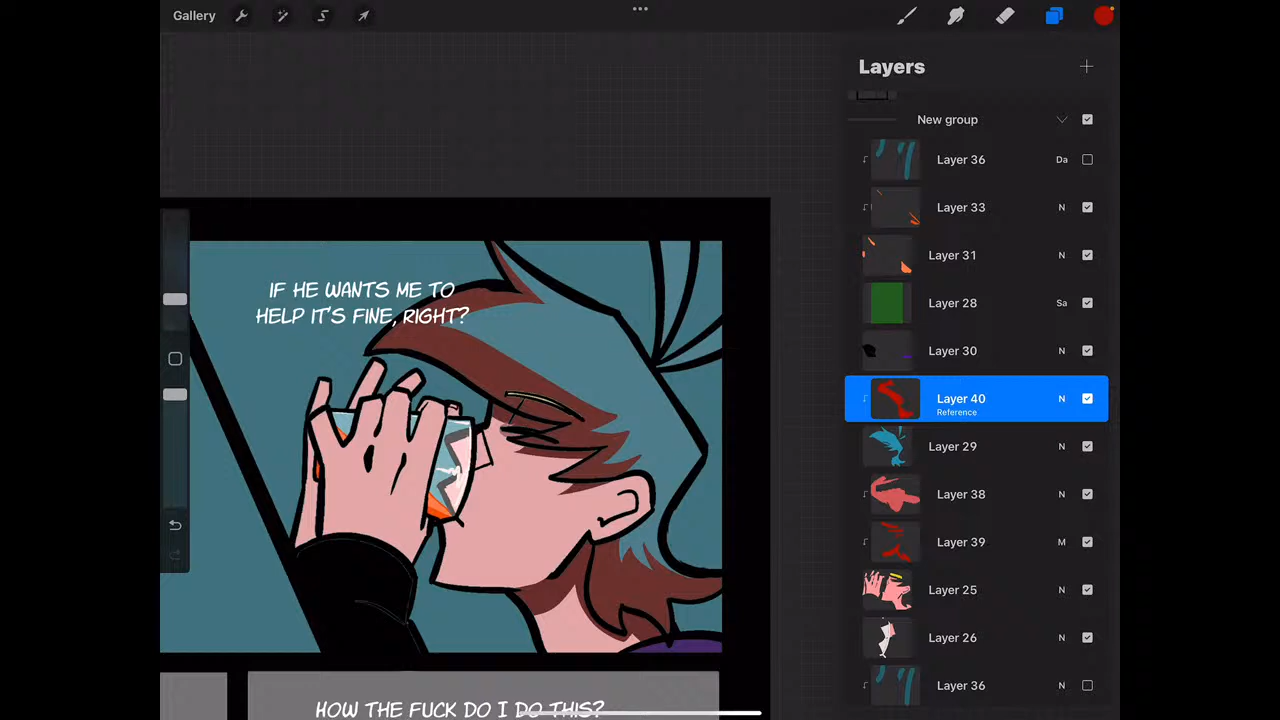 Gallery
Layers
New group
Layer 36 Da
Layer 33 N
Layer 31 N
Layer 28 Sa
Layer 30 N
Layer 40 N
Reference
Layer 29 N
Layer 38 N
Layer 39 M
Layer 25 N
Layer 26 N
Layer 36 N
IF HE WANTS ME TO
HELP IT'S FINE, RIGHT?
HOW THE FUCK DO I DO THIS?